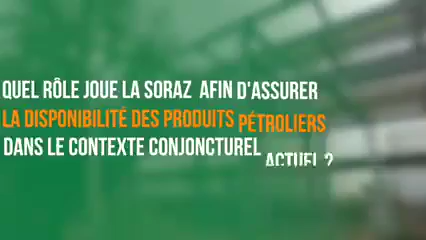 QUEL RÔLE JOUE LA SORAZ AFIN D'ASSURER
LA DISPONIBILITÉ DES PRODUITS PÉTROLIERS
DANS LE CONTEXTE CONJONCTUREL ACTUEL ?